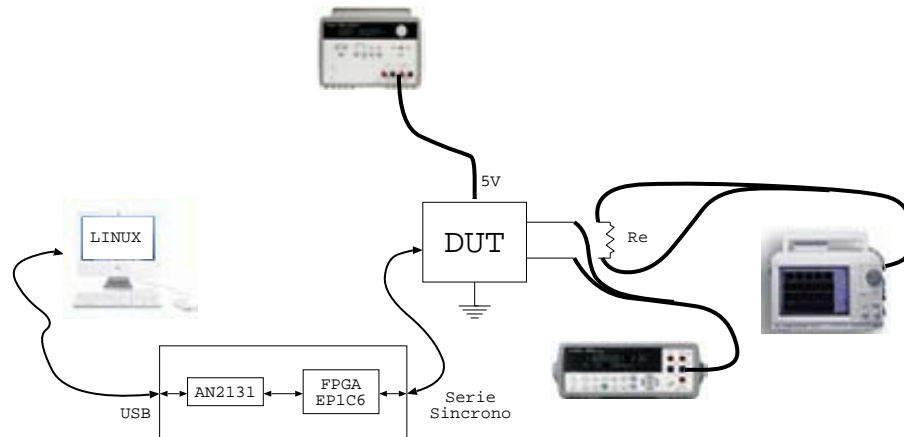 5V
LINUX
DUT
Re
AN2131
FPGA
EP1C6
USB
Serie
Sincrono